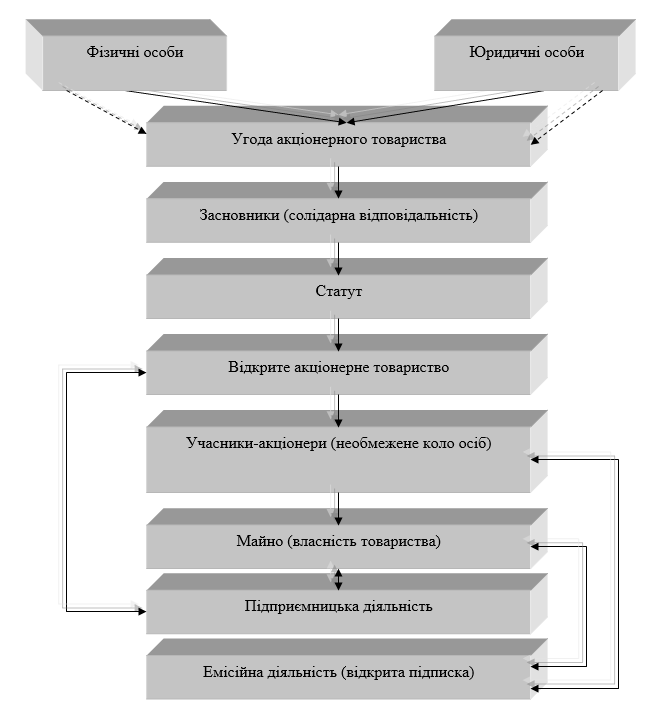 Фізичні особи
Юридичні особи
Угода акціонерного товариства
Засновники (солідарна відповідальність)
Статут
Відкрите акціонерне товариство
Учасники-акціонери (необмежене коло осіб)
Майно (власність товариства)
Підприємницька діяльність
Емісійна діяльність (відкрита підписка)